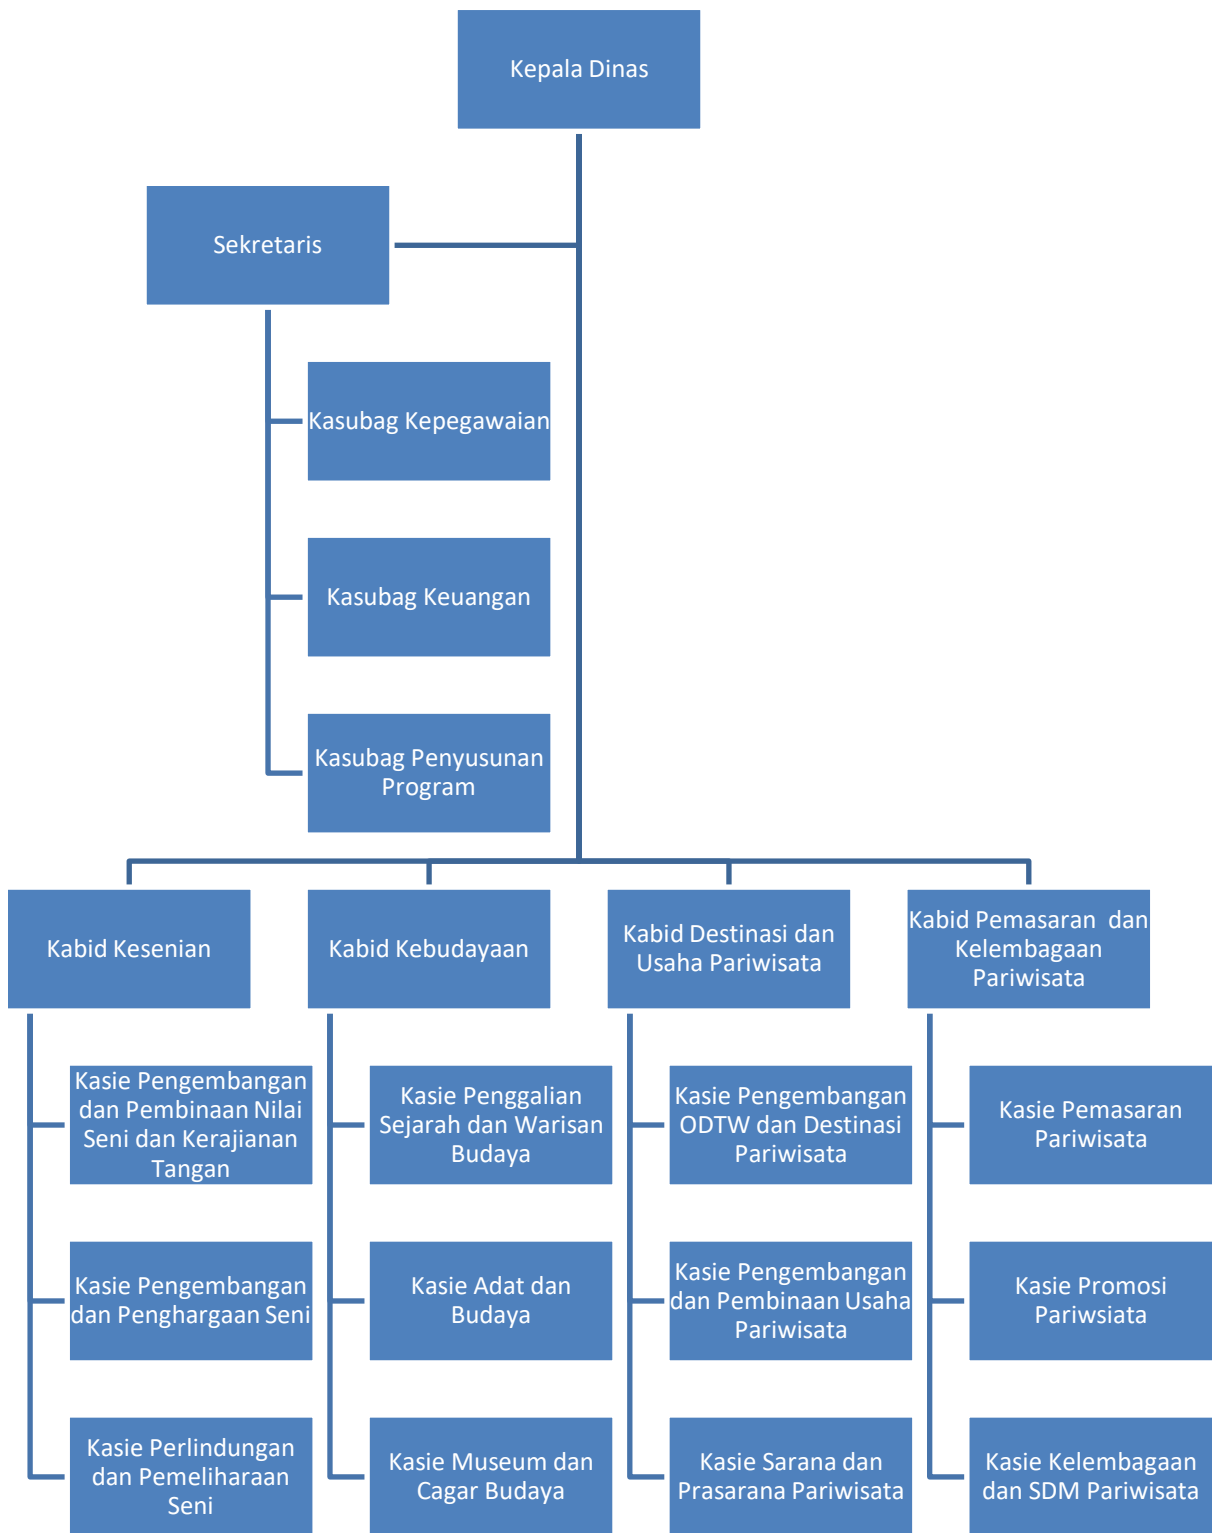 Kepala Dinas
Sekretaris
Kasubag Kepegawaian
Kasubag Keuangan
Kasubag Penyusunan
Program
Kabid Kesenian
Kabid Kebudayaan
Kabid Destinasi dan
Usaha Pariwisata
Kabid Pemasaran  dan
Kelembagaan
Pariwisata
Kasie Pengembangan
dan Pembinaan Nilai
Seni dan Kerajianan
Tangan
Kasie Penggalian
Sejarah dan Warisan
Budaya
Kasie Pengembangan
ODTW dan Destinasi
Pariwisata
Kasie Pemasaran
Pariwisata
Kasie Pengembangan
dan Penghargaan Seni
Kasie Adat dan
Budaya
Kasie Pengembangan
dan Pembinaan Usaha
Pariwisata
Kasie Promosi
Pariwsiata
Kasie Perlindungan
dan Pemeliharaan
Seni
Kasie Museum dan
Cagar Budaya
Kasie Sarana dan
Prasarana Pariwisata
Kasie Kelembagaan
dan SDM Pariwisata